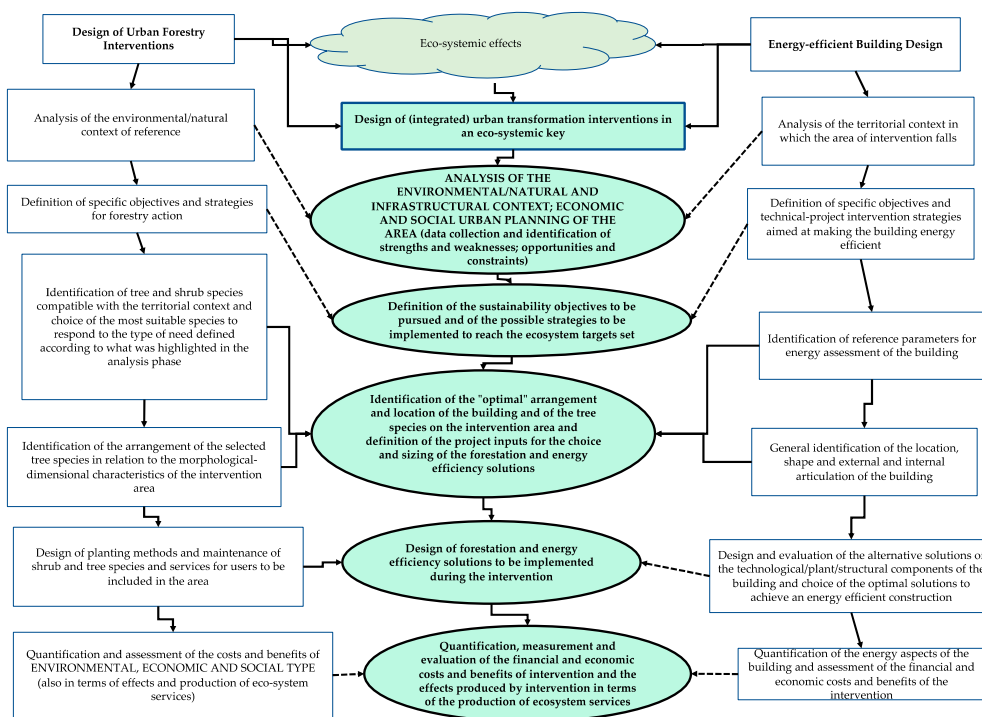 Design of Urban Forestry
Interventions
Eco-systemic effects
Energy-efficient Building Design
Analysis of the environmental/natural
context of reference
Design of (integrated) urban transformation interventions in
an eco-systemic key
Analysis of the territorial context in
which the area of intervention falls
ANALYSIS OF THE
ENVIRONMENTAL/NATURAL AND
INFRASTRUCTURAL CONTEXT; ECONOMIC
AND SOCIAL URBAN PLANNING OF THE
AREA (data collection and identification of
strengths and weaknesses; opportunities and
constraints)
Definition of specific objectives and strategies
for forestry action
Definition of specific objectives and
technical-project intervention strategies
aimed at making the building energy
efficient
Identification of tree and shrub species
compatible with the territorial context and
choice of the most suitable species to
respond to the type of need defined
according to what was highlighted in the
analysis phase
Definition of the sustainability objectives to be
pursued and of the possible strategies to be
implemented to reach the ecosystem targets set
Identification of reference parameters for
energy assessment of the building
Identification of the "optimal" arrangement
and location of the building and of the tree
species on the intervention area and
definition of the project inputs for the choice
and sizing of the forestation and energy
efficiency solutions
Identification of the arrangement of the selected
tree species in relation to the morphological-
dimensional characteristics of the intervention
area
General identification of the location,
shape and external and internal
articulation of the building
Design of planting methods and maintenance of
shrub and tree species and services for users to be
included in the area
Design of forestation and energy
efficiency solutions to be implemented
during the intervention
Design and evaluation of the alternative solutions of
the technological/plant/structural components of the
building and choice of the optimal solutions to
achieve an energy efficient construction
Quantification and assessment of the costs and benefits of
ENVIRONMENTAL, ECONOMIC AND SOCIAL TYPE
(also in terms of effects and production of eco-system
services)
Quantification, measurement and
evaluation of the financial and economic
costs and benefits of intervention and the
effects produced by intervention in terms
of the production of ecosystem services
Quantification of the energy aspects of the
building and assessment of the financial and
economic costs and benefits of the
intervention